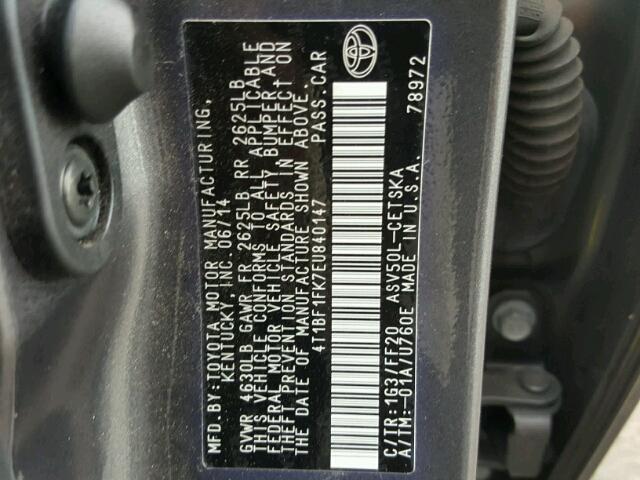 MFD.BY:TOYOTA MOTOR MANUFACTURING,
KENTUCKY, INC. 06/14
GVWR 4630LB GAWR FR 2625LB RR 2625LB
THIS VEHICLE CONFORMS TO ALL APPLICABLE
FEDERAL MOTOR VEHICLE SAFETY, BUMPER, AND
THEFT PREVENTION STANDARDS IN EFFECT ON
THE DATE OF MANUFACTURE SHOWN ABOVE.
4T1BF1FK7EU840147 PASS.CAR
C/TR:1G3/FF20 ASV50L-CETSKA
A/TM:-01A/U760E MADE IN U.S.A. 78972